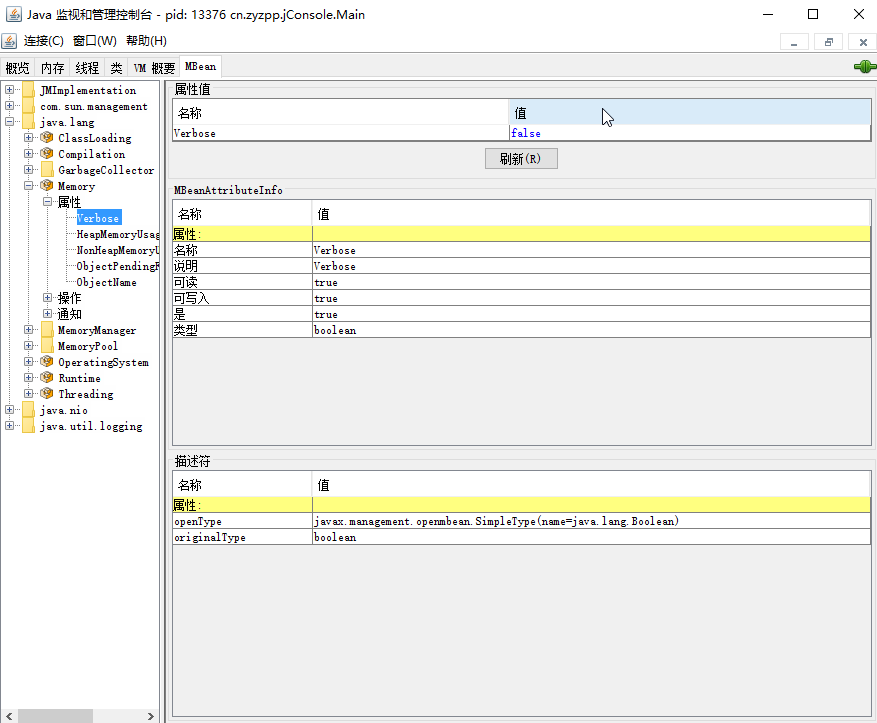 Java 监视和管理控制台 - pid: 13376 cn.zyzpp.jConsole.Main
连接(C) 窗口(W) 帮助(H)
概览 内存 线程 类 VM 概要 MBean
JMImplementation
com.sun.management
java.lang
ClassLoading
Compilation
GarbageCollector
Memory
属性
Verbose
HeapMemoryUsag
NonHeapMemoryU
ObjectPendingF
ObjectName
操作
通知
MemoryManager
MemoryPool
OperatingSystem
Runtime
Threading
java.nio
java.util.logging
属性值
名称 值
Verbose false
刷新(R)
MBeanAttributeInfo
名称 值
属性:
名称 Verbose
说明 Verbose
可读 true
可写入 true
是 true
类型 boolean
描述符
名称 值
属性:
openType javax.management.openmbean.SimpleType(name=java.lang.Boolean)
originalType boolean